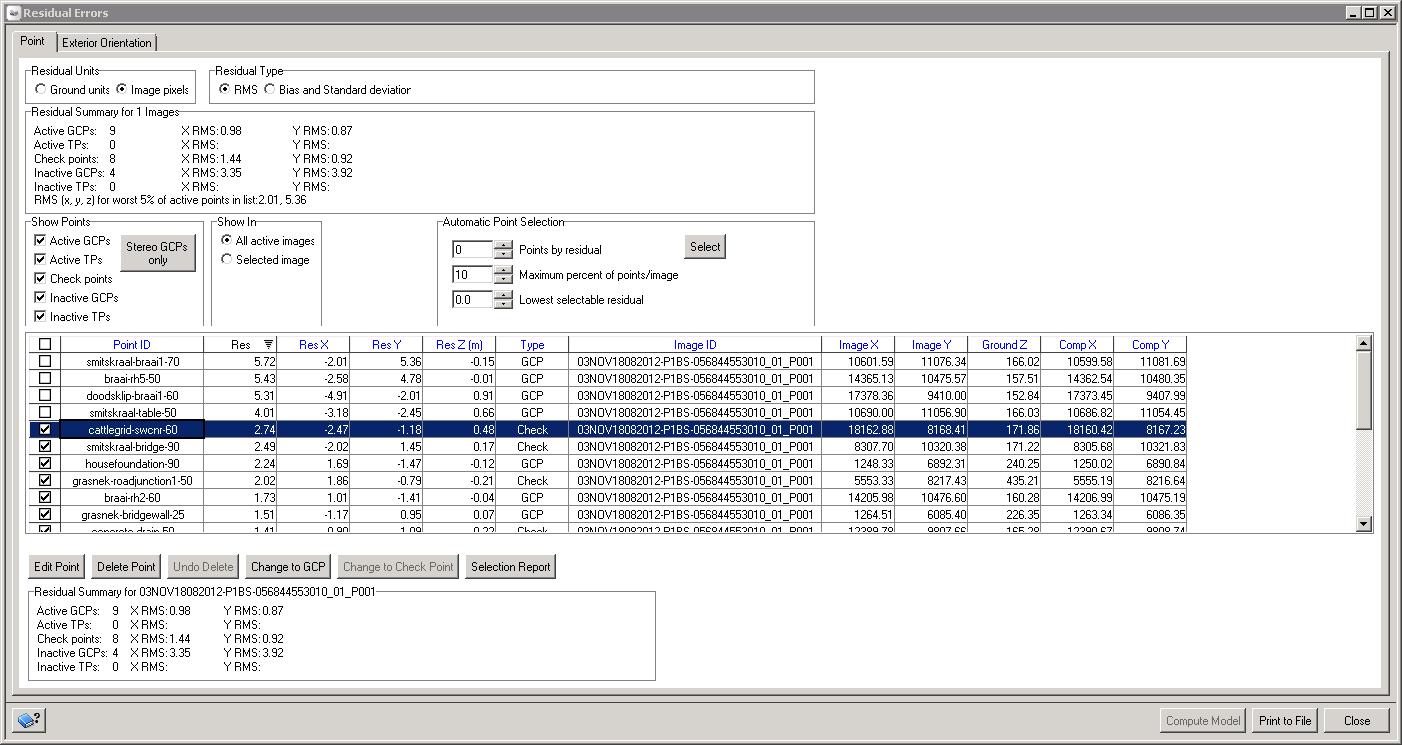 Residual Errors
Point Exterior Orientation
Residual Units Residual Type
Ground units Image pixels RMS Bias and Standard deviation
Residual Summary for 1 Images
Active GCPs: 9 X RMS: 0.98 Y RMS: 0.87
Active TPs: 0 X RMS: Y RMS:
Check points: 8 X RMS: 1.44 Y RMS: 0.92
Inactive GCPs: 4 X RMS: 3.35 Y RMS: 3.92
Inactive TPs: 0 X RMS: Y RMS:
RMS (x, y, z) for worst 5% of active points in list: 2.01, 5.36
Show Points Show In Automatic Point Selection
Active GCPs Stereo GCPs only All active images 0 Points by residual Select
Active TPs Selected image 10 Maximum percent of points/image
Check points 0.0 Lowest selectable residual
Inactive GCPs
Inactive TPs
Point ID Res Res X Res Y Res Z (m) Type Image ID Image X Image Y Ground Z Comp X Comp Y
smitskraal-braai1-70 5.72 -2.01 5.36 -0.15 GCP 03NOV18082012-P1BS-056844553010_01_P001 10601.59 11076.34 166.02 10599.58 11081.69
braai-rh5-50 5.43 -2.58 4.78 -0.01 GCP 03NOV18082012-P1BS-056844553010_01_P001 14365.13 10475.57 157.51 14362.54 10480.35
doodsklip-braai1-60 5.31 -4.91 -2.01 0.91 GCP 03NOV18082012-P1BS-056844553010_01_P001 17378.36 9410.00 152.84 17373.45 9407.99
smitskraal-table-50 4.01 -3.18 -2.45 0.66 GCP 03NOV18082012-P1BS-056844553010_01_P001 10690.00 11056.90 166.03 10686.82 11054.45
cattlegrid-swcnr-60 2.74 -2.47 -1.18 0.48 Check 03NOV18082012-P1BS-056844553010_01_P001 18162.88 8168.41 171.86 18160.42 8167.23
smitskraal-bridge-90 2.49 -2.02 1.45 0.17 Check 03NOV18082012-P1BS-056844553010_01_P001 8307.70 10320.38 171.22 8305.68 10321.83
housefoundation-90 2.24 1.69 -1.47 -0.12 GCP 03NOV18082012-P1BS-056844553010_01_P001 1248.33 6892.31 240.25 1250.02 6890.84
grasnek-roadjunction1-50 2.02 1.86 -0.79 -0.21 Check 03NOV18082012-P1BS-056844553010_01_P001 5553.33 8217.43 435.21 5555.19 8216.64
braai-rh2-60 1.73 1.01 -1.41 -0.04 GCP 03NOV18082012-P1BS-056844553010_01_P001 14205.98 10476.60 160.28 14206.99 10475.19
grasnek-bridgewall-25 1.51 -1.17 0.95 0.07 GCP 03NOV18082012-P1BS-056844553010_01_P001 1264.51 6085.40 226.35 1263.34 6086.35
Check 03NOV18082012-P1BS-056844553010_01_P001
Edit Point Delete Point Undo Delete Change to GCP Change to Check Point Selection Report
Residual Summary for 03NOV18082012-P1BS-056844553010_01_P001
Active GCPs: 9 X RMS: 0.98 Y RMS: 0.87
Active TPs: 0 X RMS: Y RMS:
Check points: 8 X RMS: 1.44 Y RMS: 0.92
Inactive GCPs: 4 X RMS: 3.35 Y RMS: 3.92
Inactive TPs: 0 X RMS: Y RMS:
? Compute Model Print to File Close